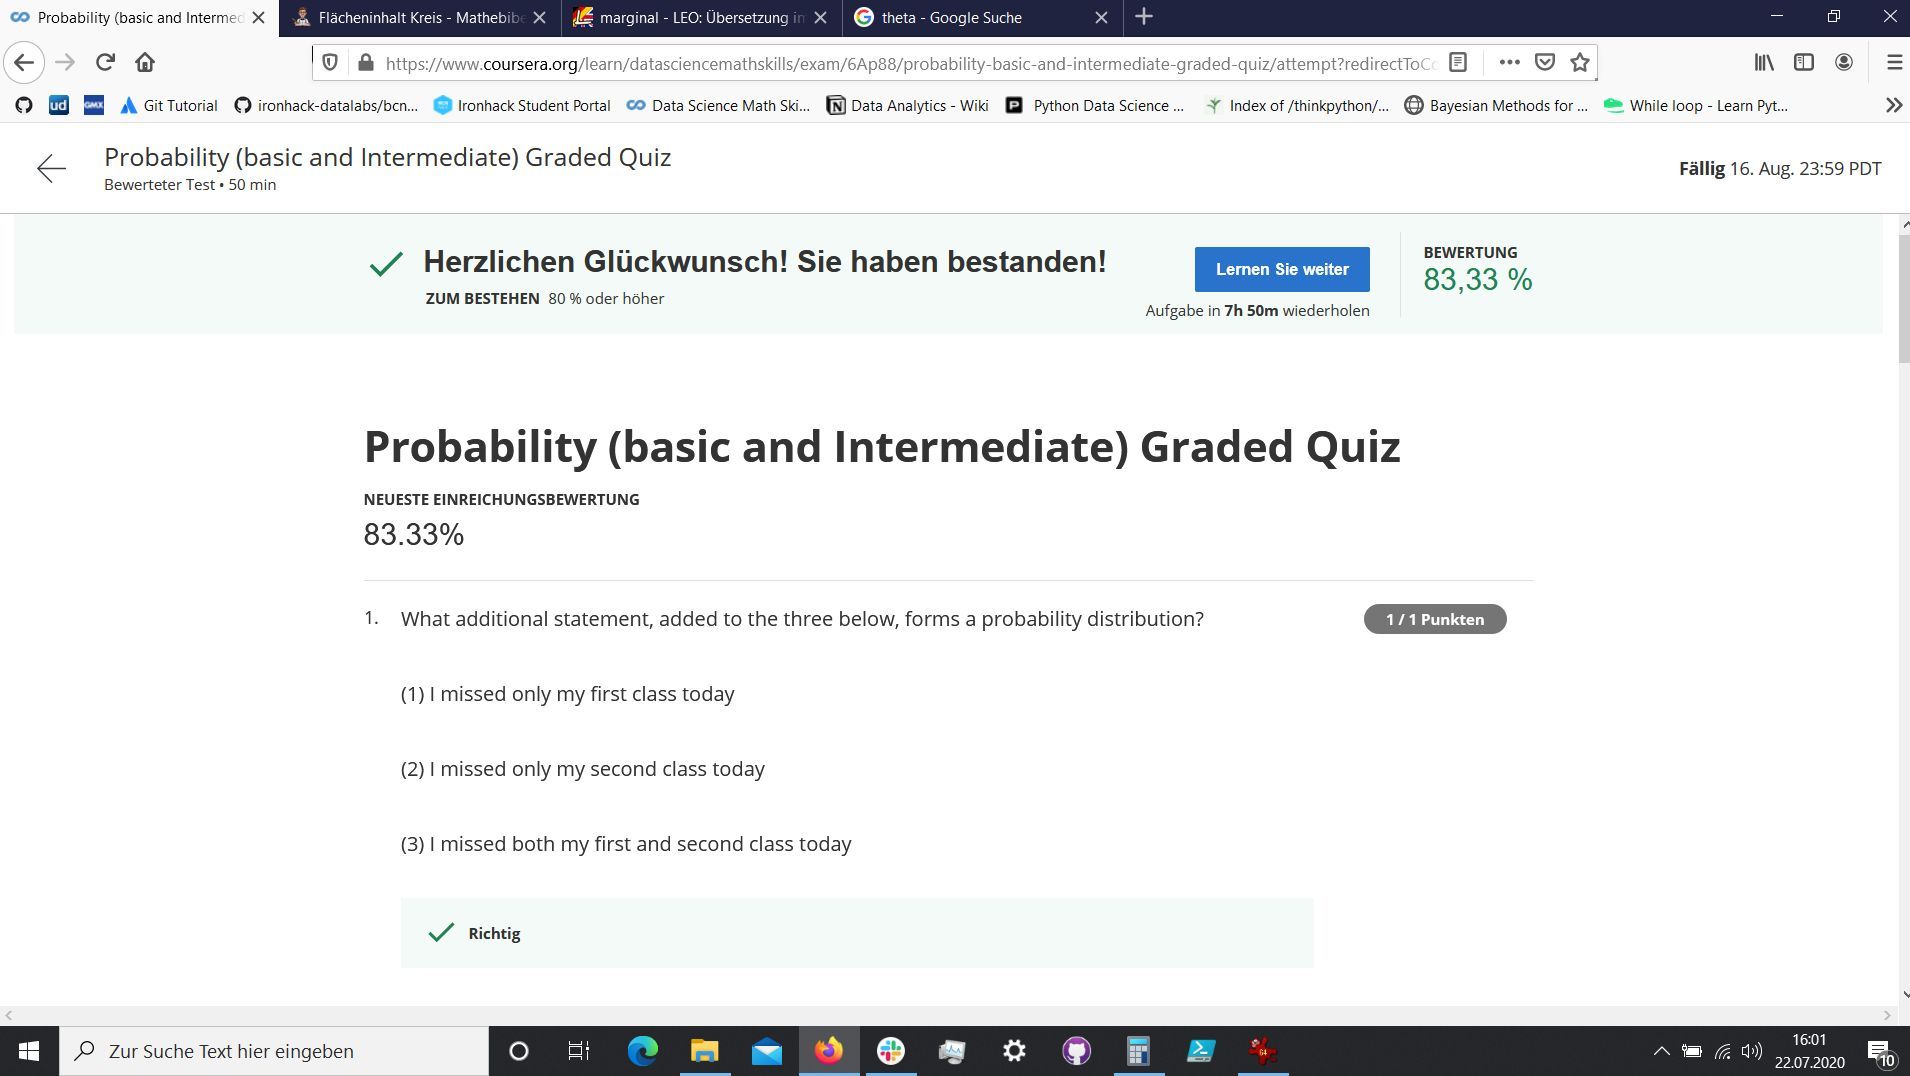 Probability (basic and Intermed
Flächeninhalt Kreis - Mathebibe
marginal - LEO: Übersetzung im
theta - Google Suche
https://www.coursera.org/learn/datasciencemathskills/exam/6Ap88/probability-basic-and-intermediate-graded-quiz/attempt?redirectToCo
ud GMX Git Tutorial ironhack-datalabs/bcn... Ironhack Student Portal Data Science Math Ski... Data Analytics - Wiki Python Data Science ... Index of /thinkpython/... Bayesian Methods for ... While loop - Learn Pyt...
Probability (basic and Intermediate) Graded Quiz
Bewerteter Test • 50 min
Fällig 16. Aug. 23:59 PDT
Herzlichen Glückwunsch! Sie haben bestanden!
ZUM BESTEHEN 80 % oder höher
Lernen Sie weiter
Aufgabe in 7h 50m wiederholen
BEWERTUNG
83,33 %
Probability (basic and Intermediate) Graded Quiz
NEUESTE EINREICHUNGSBEWERTUNG
83.33%
1. What additional statement, added to the three below, forms a probability distribution?
1 / 1 Punkten
(1) I missed only my first class today
(2) I missed only my second class today
(3) I missed both my first and second class today
Richtig
Zur Suche Text hier eingeben
64
16:01
22.07.2020
10